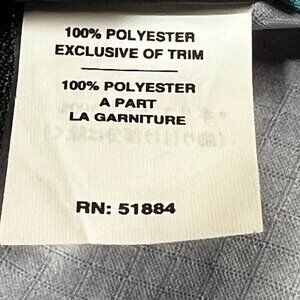 100% POLYESTER
EXCLUSIVE OF TRIM
100% POLYESTER
A PART
LA GARNITURE
RN: 51884